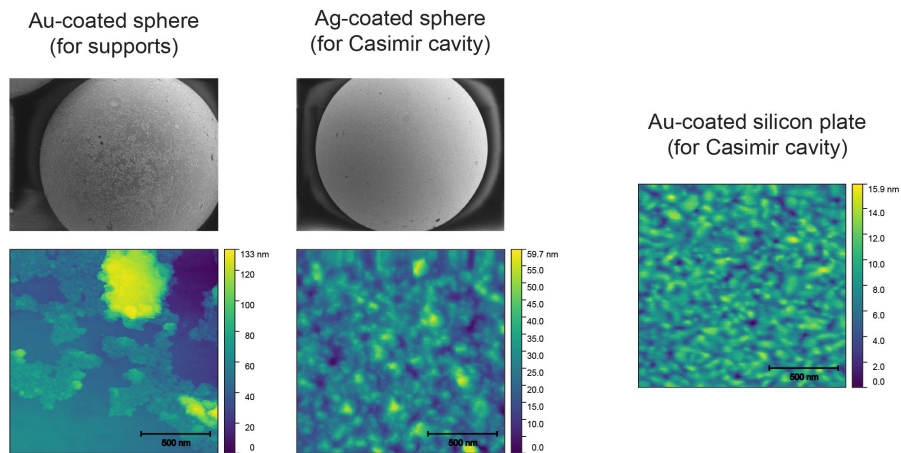 Au-coated sphere
(for supports)
Ag-coated sphere
(for Casimir cavity)
Au-coated silicon plate
(for Casimir cavity)
133 nm
120
100
80
60
40
20
0
500 nm
59.7 nm
55.0
50.0
45.0
40.0
35.0
30.0
25.0
20.0
15.0
10.0
0.0
500 nm
15.9 nm
14.0
12.0
10.0
8.0
6.0
4.0
2.0
0.0
500 nm